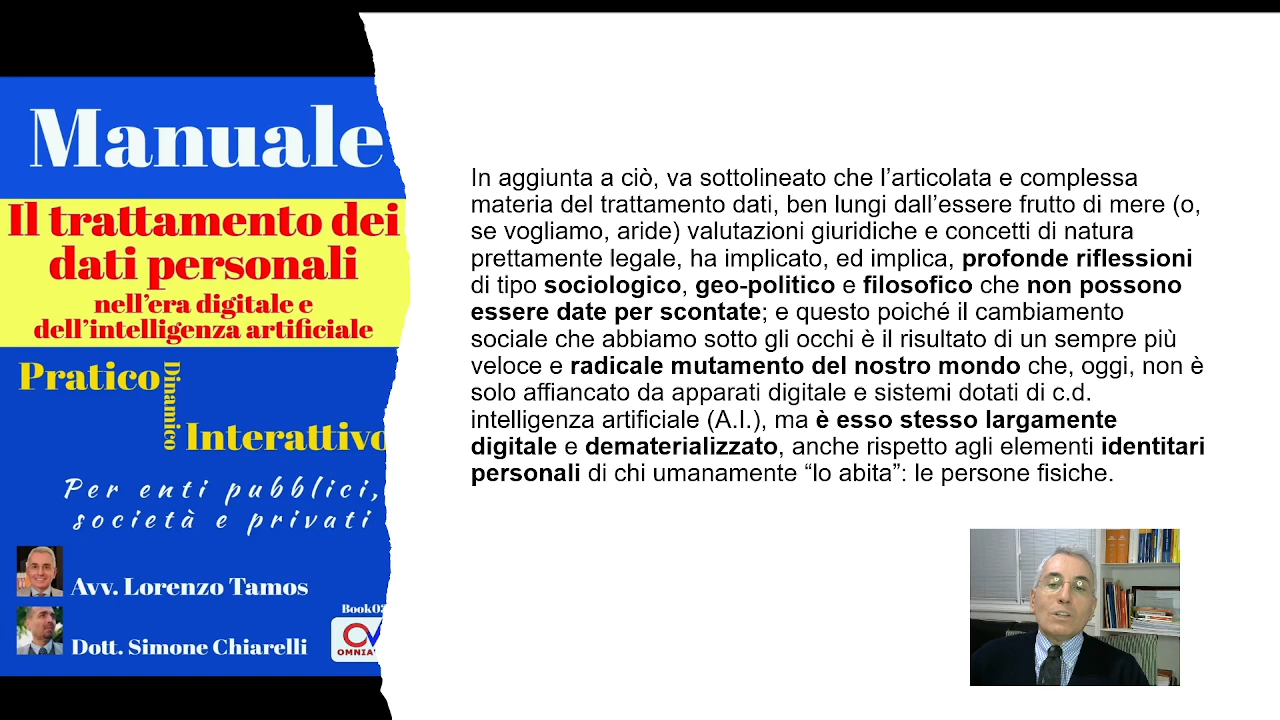 Manuale
Il trattamento dei
dati personali
nell'era digitale e
dell'intelligenza artificiale
Pratico
Dinamico
Interattivo
Per enti pubblici,
società e privati
Avv. Lorenzo Tamos
Book02
Dott. Simone Chiarelli
OMNIA
In aggiunta a ciò, va sottolineato che l’articolata e complessa
materia del trattamento dati, ben lungi dall’essere frutto di mere (o,
se vogliamo, aride) valutazioni giuridiche e concetti di natura
prettamente legale, ha implicato, ed implica, profonde riflessioni
di tipo sociologico, geo-politico e filosofico che non possono
essere date per scontate; e questo poiché il cambiamento
sociale che abbiamo sotto gli occhi è il risultato di un sempre più
veloce e radicale mutamento del nostro mondo che, oggi, non è
solo affiancato da apparati digitale e sistemi dotati di c.d.
intelligenza artificiale (A.I.), ma è esso stesso largamente
digitale e dematerializzato, anche rispetto agli elementi identitari
personali di chi umanamente “lo abita”: le persone fisiche.